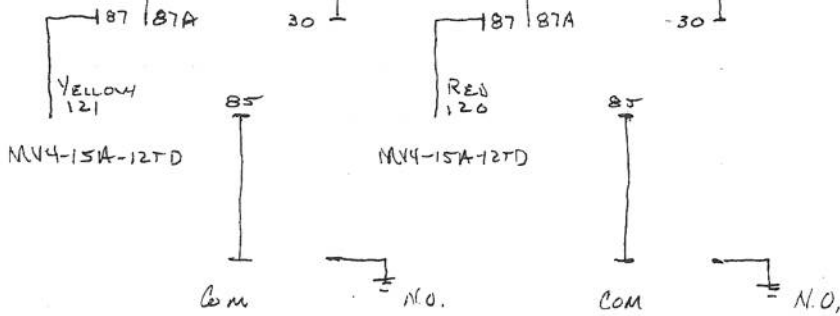 87 87A 30 87 87A 30
YELLOW 85 RED 85
121 120
MV4-15A-12TD MV4-15A-12TD
Com N.O. COM N.O.